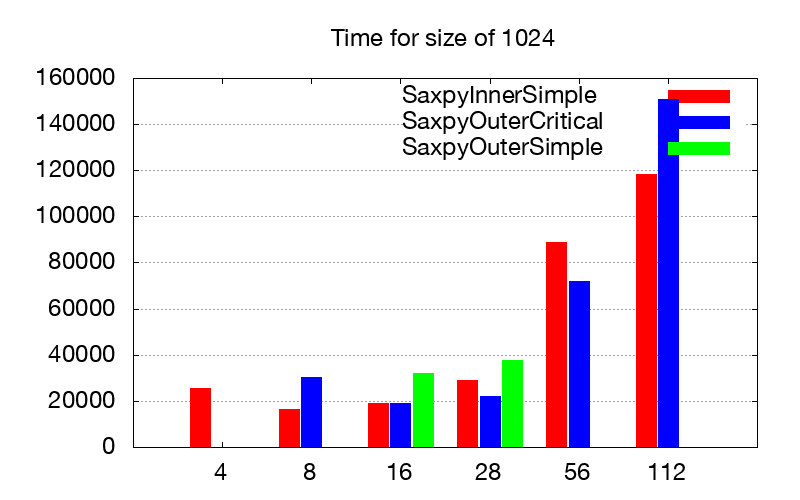 Time for size of 1024
160000
140000
120000
100000
80000
60000
40000
20000
0
SaxpyInnerSimple
SaxpyOuterCritical
SaxpyOuterSimple
4 8 16 28 56 112